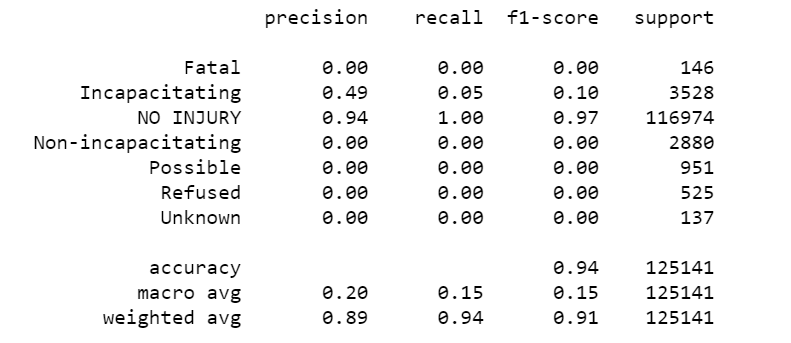 precision recall f1-score support
Fatal 0.00 0.00 0.00 146
Incapacitating 0.49 0.05 0.10 3528
NO INJURY 0.94 1.00 0.97 116974
Non-incapacitating 0.00 0.00 0.00 2880
Possible 0.00 0.00 0.00 951
Refused 0.00 0.00 0.00 525
Unknown 0.00 0.00 0.00 137
accuracy 0.94 125141
macro avg 0.20 0.15 0.15 125141
weighted avg 0.89 0.94 0.91 125141